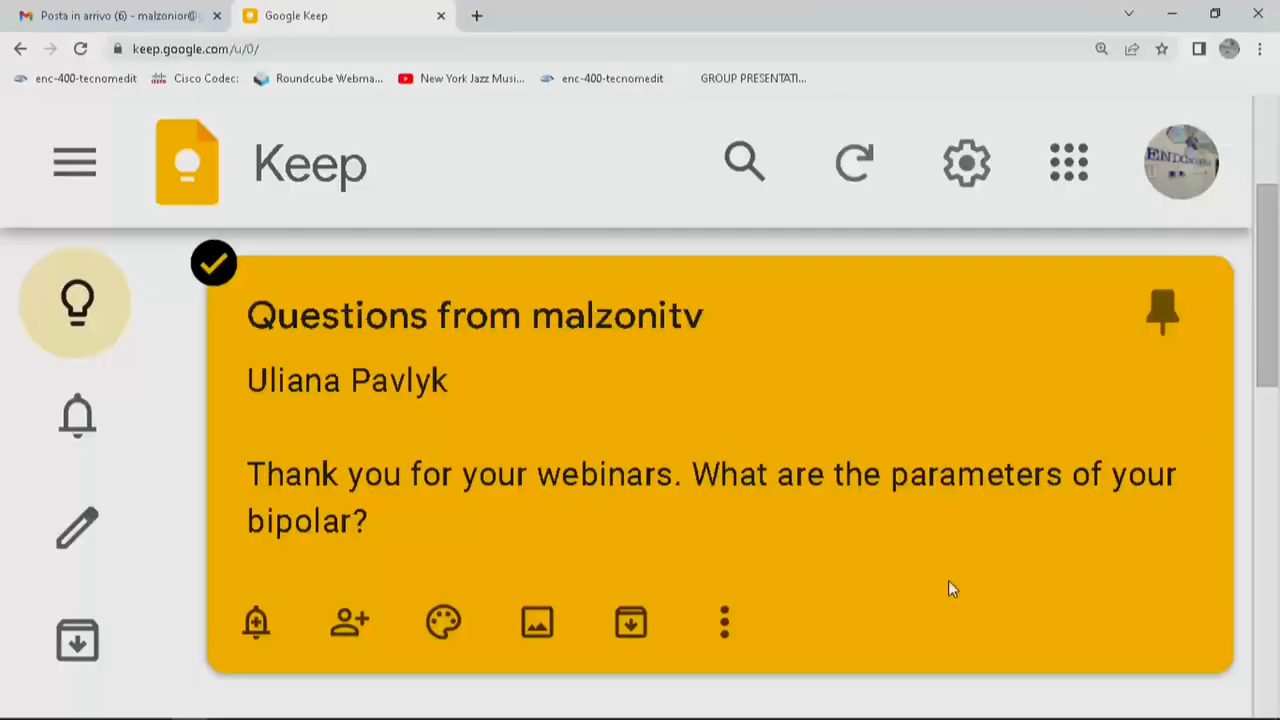 Posta in arrivo (6) - malzonior@
Google Keep
keep.google.com/u/0/
enc-400-tecnomedit
Cisco Codec:
Roundcube Webma...
New York Jazz Musi...
enc-400-tecnomedit
GROUP PRESENTATI...
Keep
Questions from malzonitv
Uliana Pavlyk
Thank you for your webinars. What are the parameters of your
bipolar?